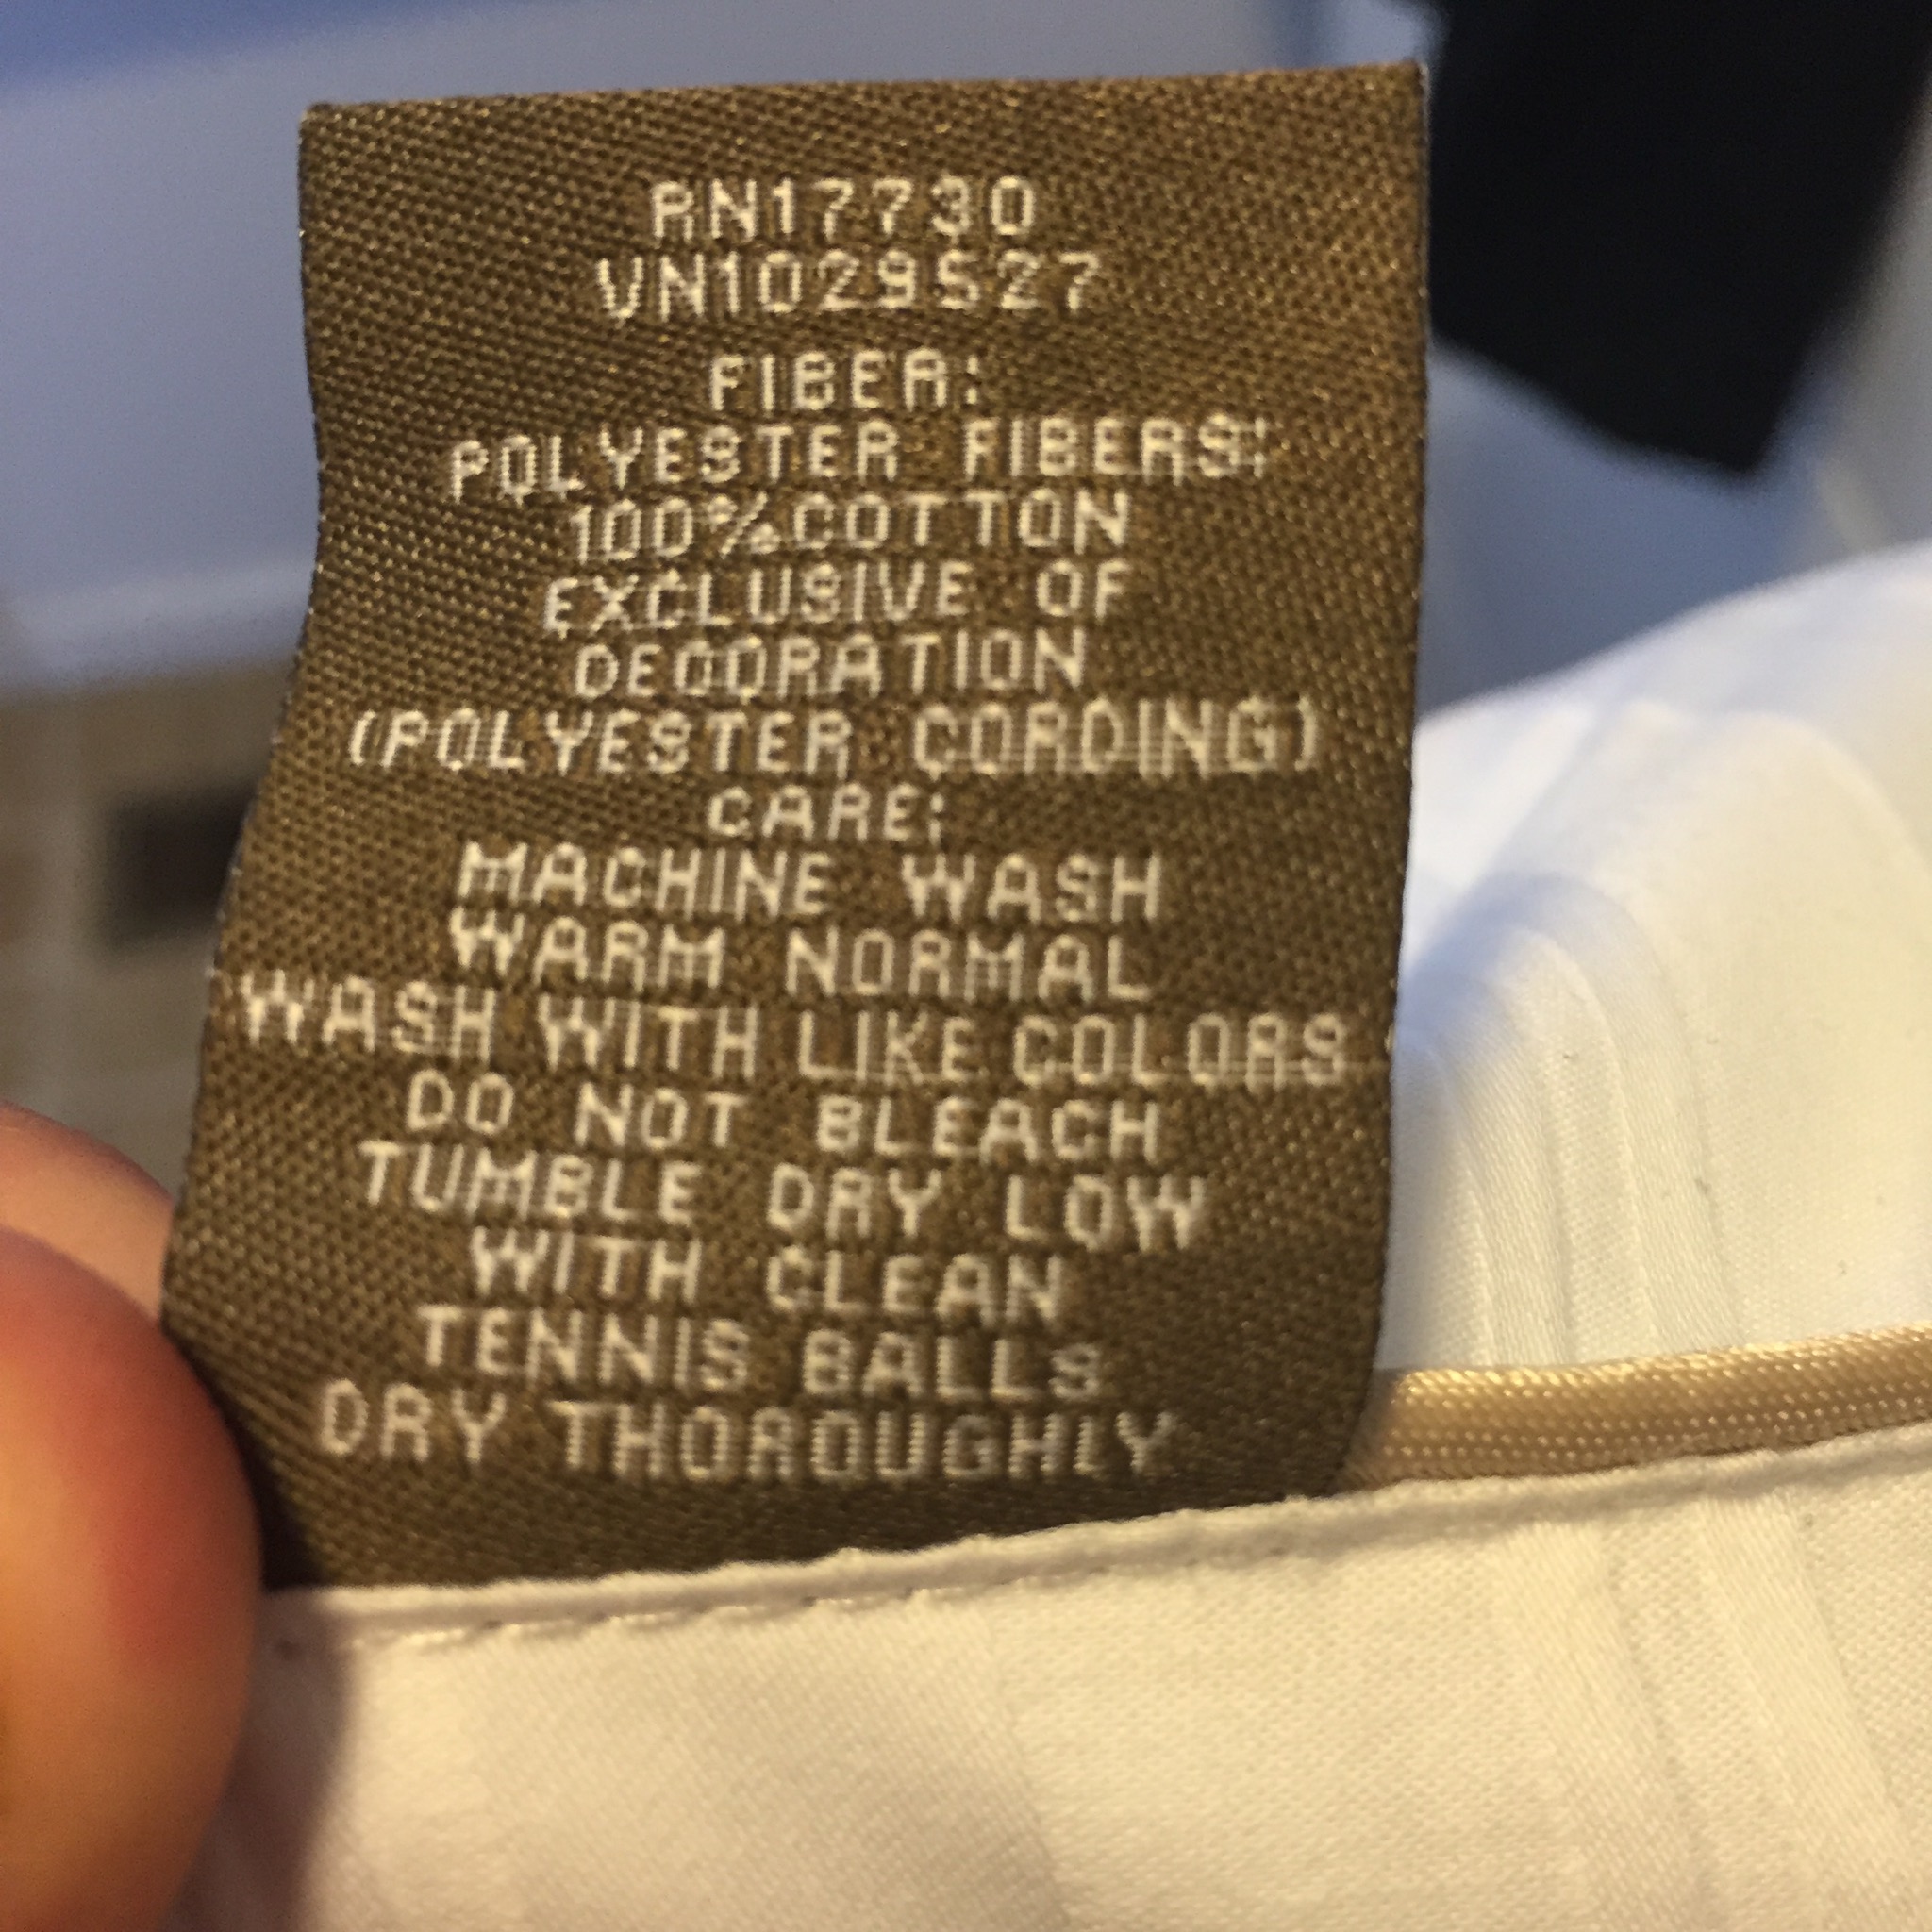 RN17730
VN1029527
FIBER:
POLYESTER FIBERS;
100%COTTON
EXCLUSIVE OF
DECORATION
(POLYESTER CORDING)
CARE:
MACHINE WASH
WARM NORMAL
WASH WITH LIKE COLORS
DO NOT BLEACH
TUMBLE DRY LOW
WITH CLEAN
TENNIS BALLS
DRY THOROUGHLY